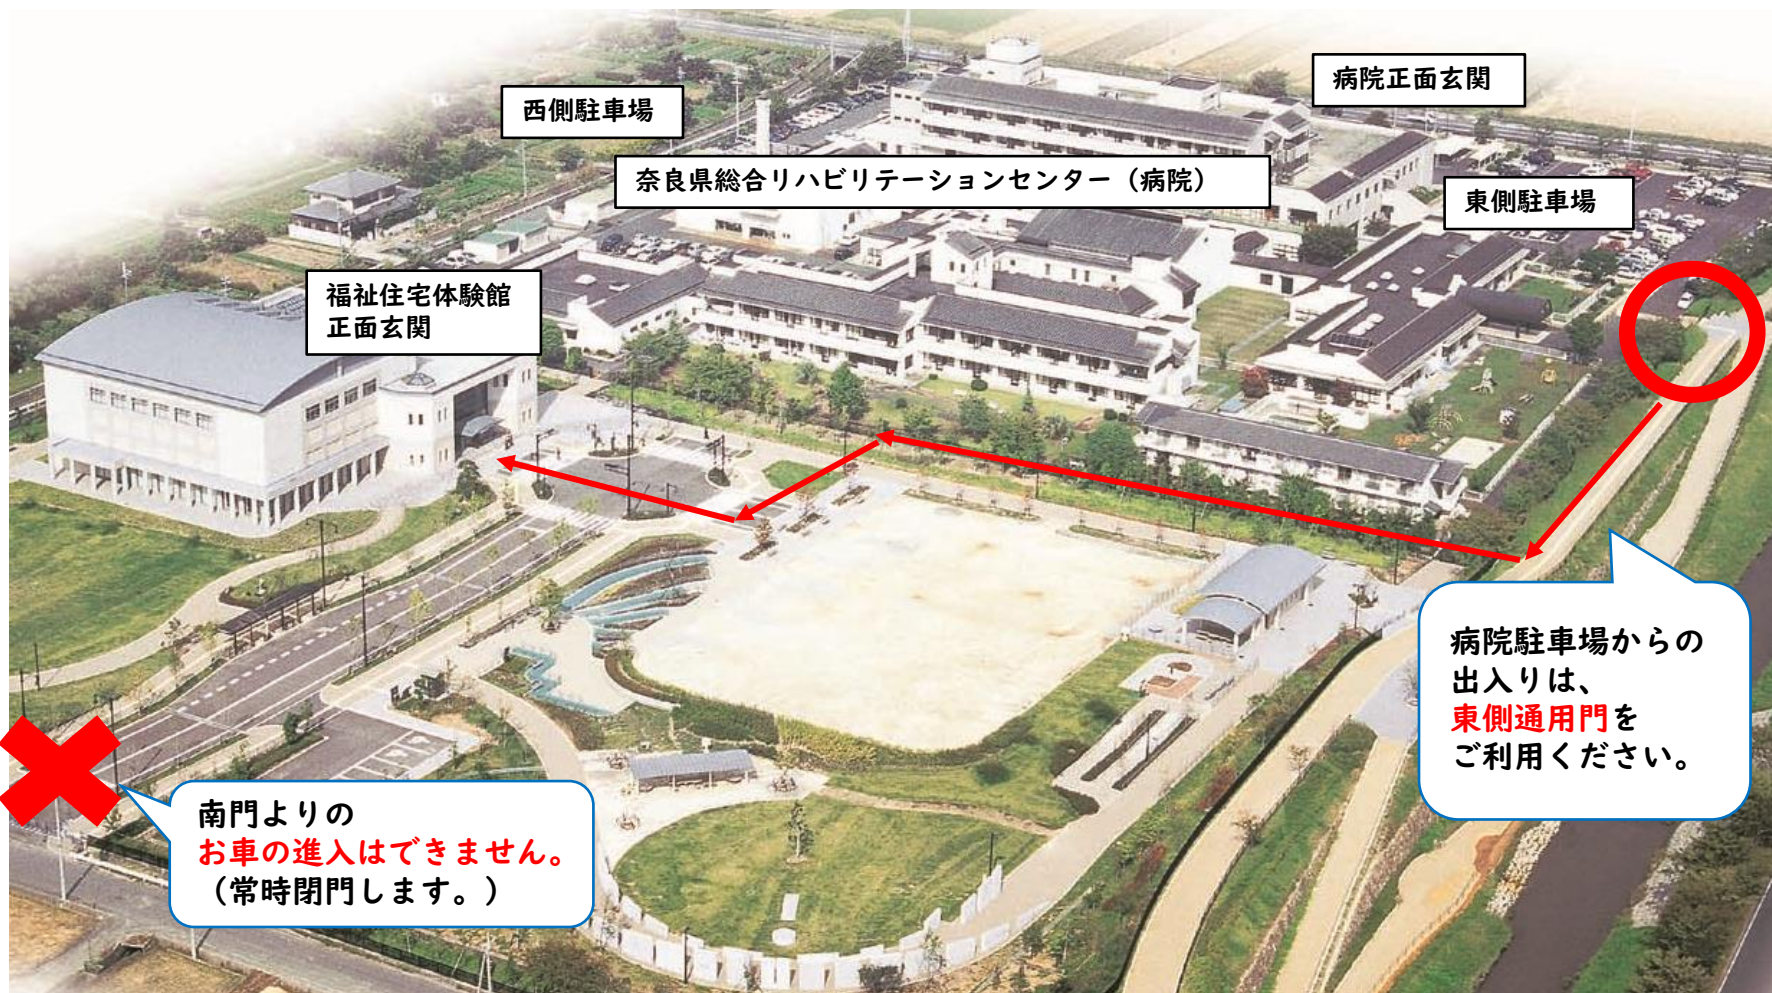 病院正面玄関
西側駐車場
奈良県総合リハビリテーションセンター（病院）
東側駐車場
福祉住宅体験館
正面玄関
病院駐車場からの
出入りは、
東側通用門を
ご利用ください。
南門よりの
お車の進入はできません。
（常時閉門します。）